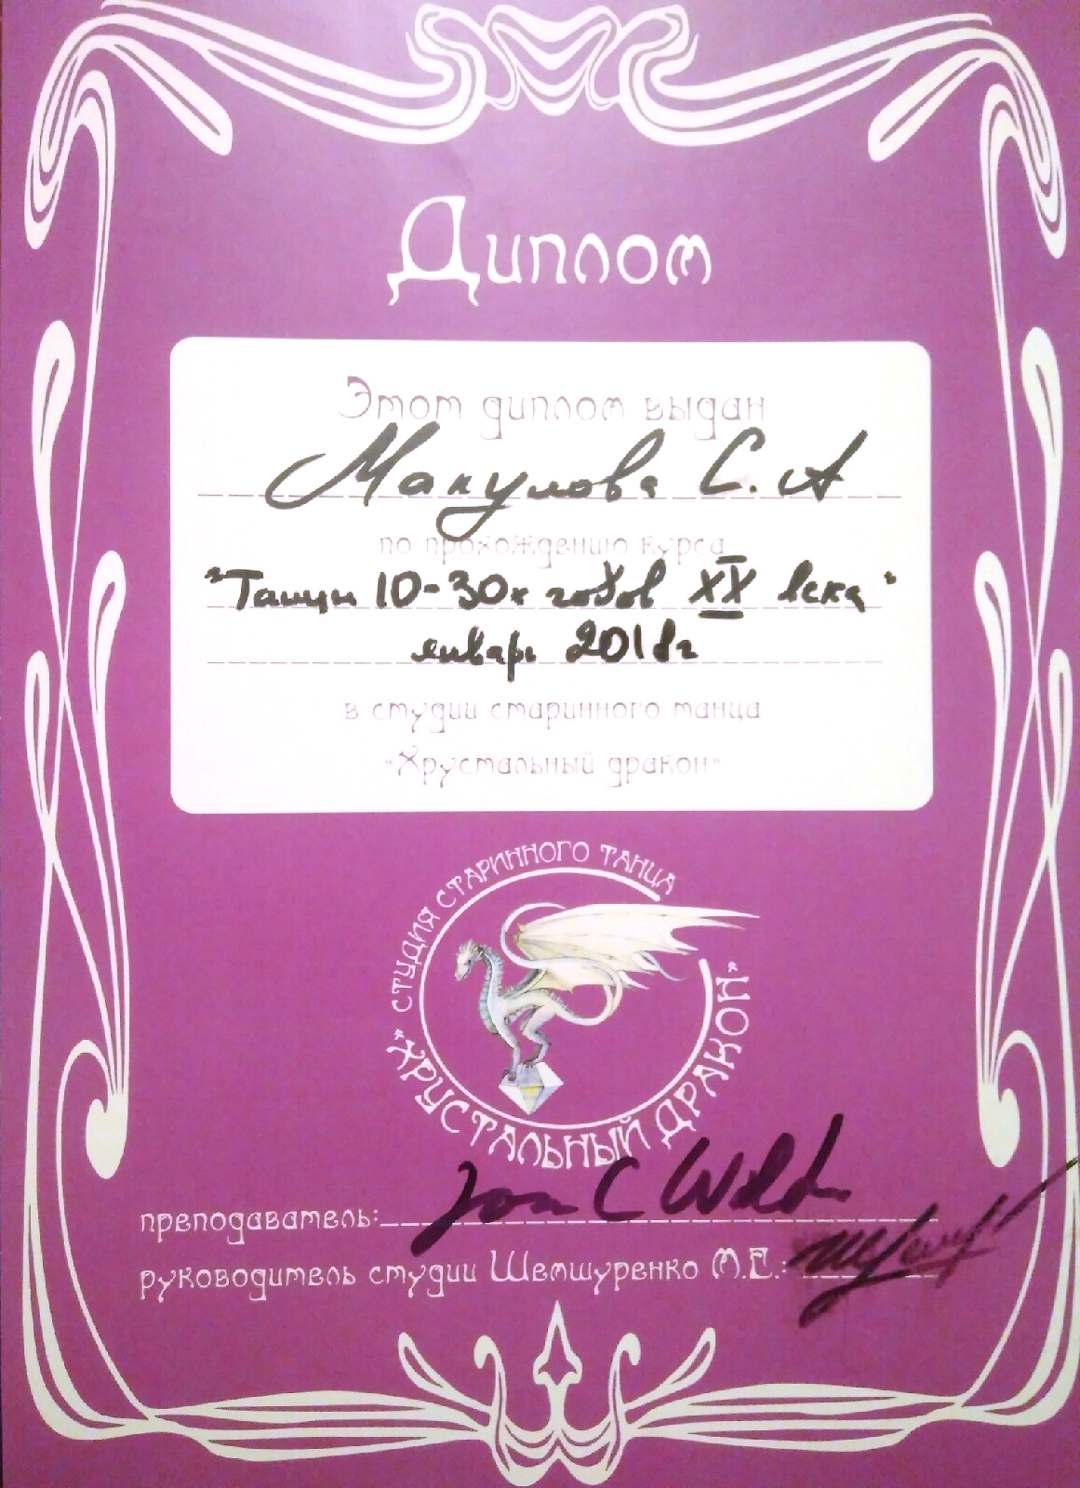 Диплом
Этот диплом выдан
Макулова С.А
по прохождению курса
"Танцы 10-30х годов XX века"
январь 2018г
в студии старинного танца
«Хрустальный дракон»
СТУДИЯ СТАРИННОГО ТАНЦА
"ХРУСТАЛЬНЫЙ ДРАКОН"
преподаватель:
руководитель студии Шемшуренко М.Е.: